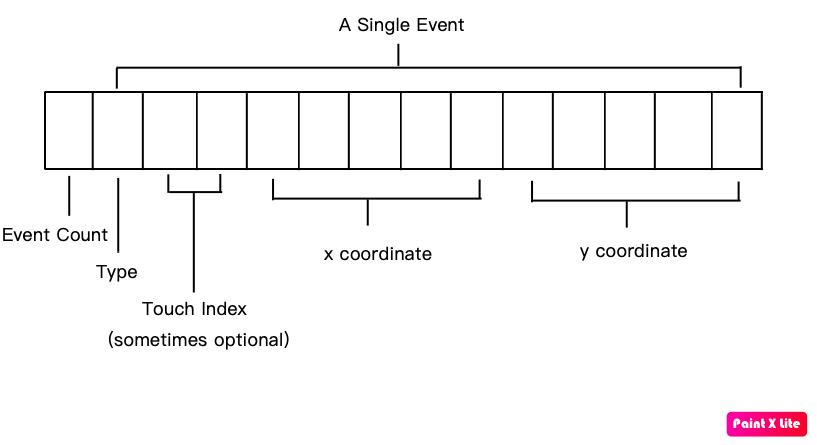 A Single Event
Event Count
Type
x coordinate
y coordinate
Touch Index
(sometimes optional)
Paint X Lite